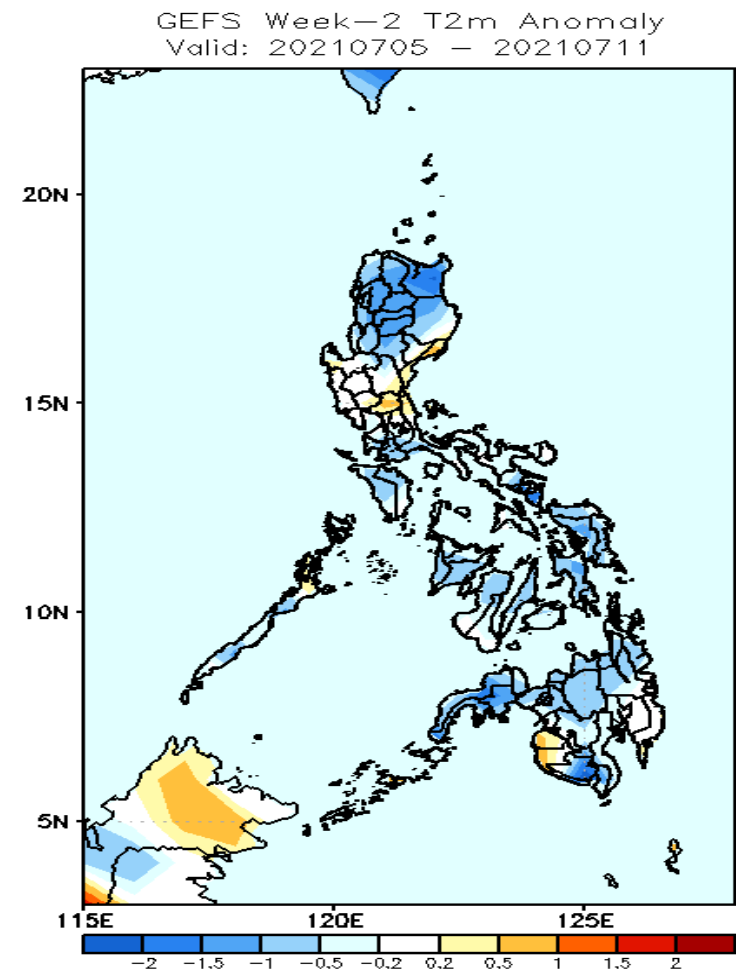 GEFS Week-2 T2m Anomaly
Valid: 20210705 - 20210711
20N
15N
10N
5N
115E 120E 125E
-2 -1.5 -1 -0.5 -0.2 0.2 0.5 1 1.5 2